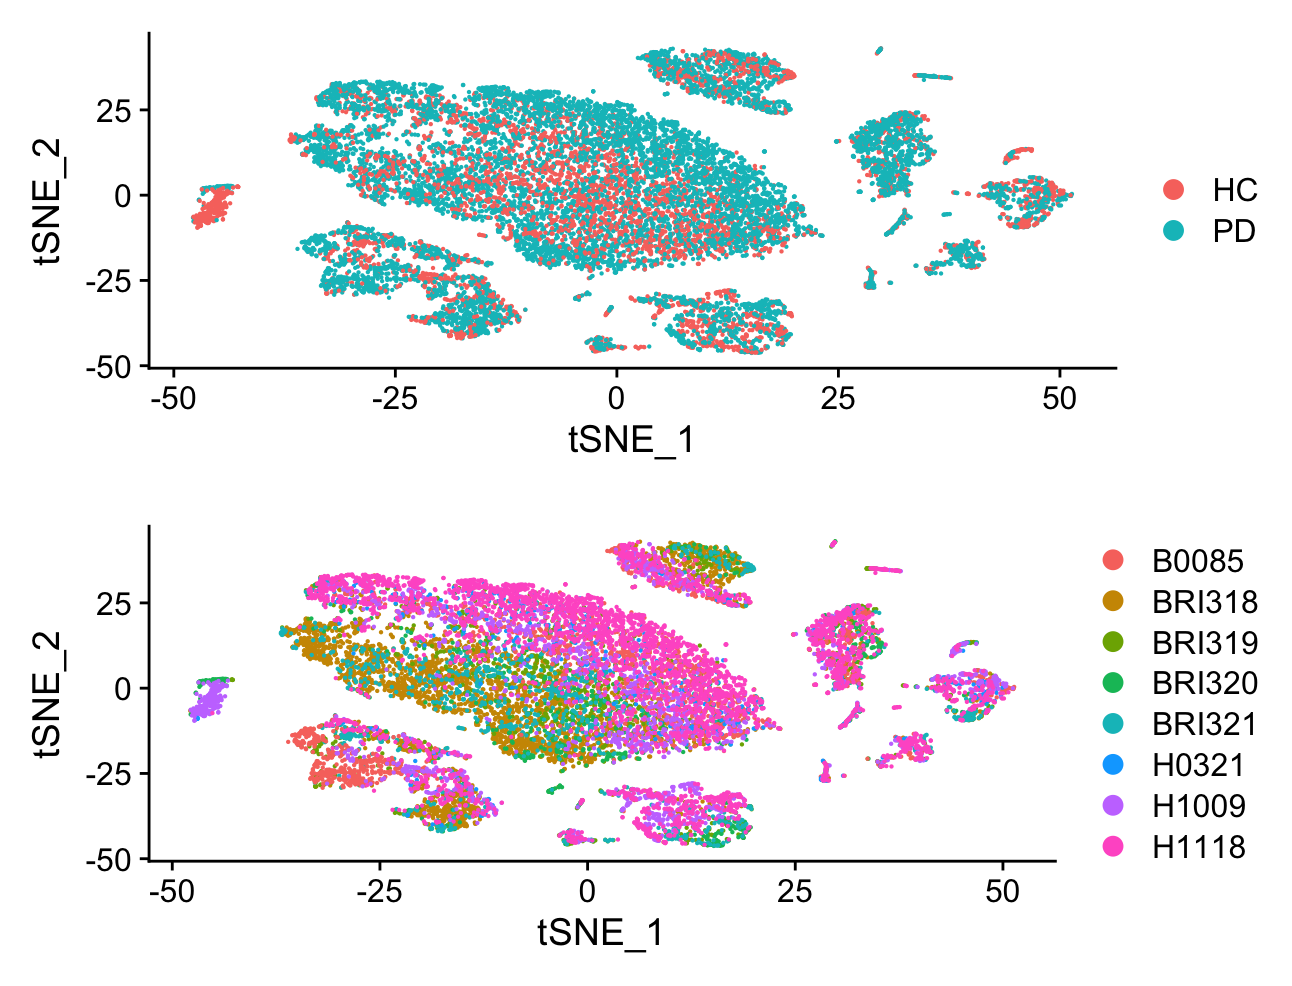 25
0
-25
-50
tSNE_2
-50 -25 0 25 50
tSNE_1
HC
PD
25
0
-25
-50
tSNE_2
-50 -25 0 25 50
tSNE_1
B0085
BRI318
BRI319
BRI320
BRI321
H0321
H1009
H1118